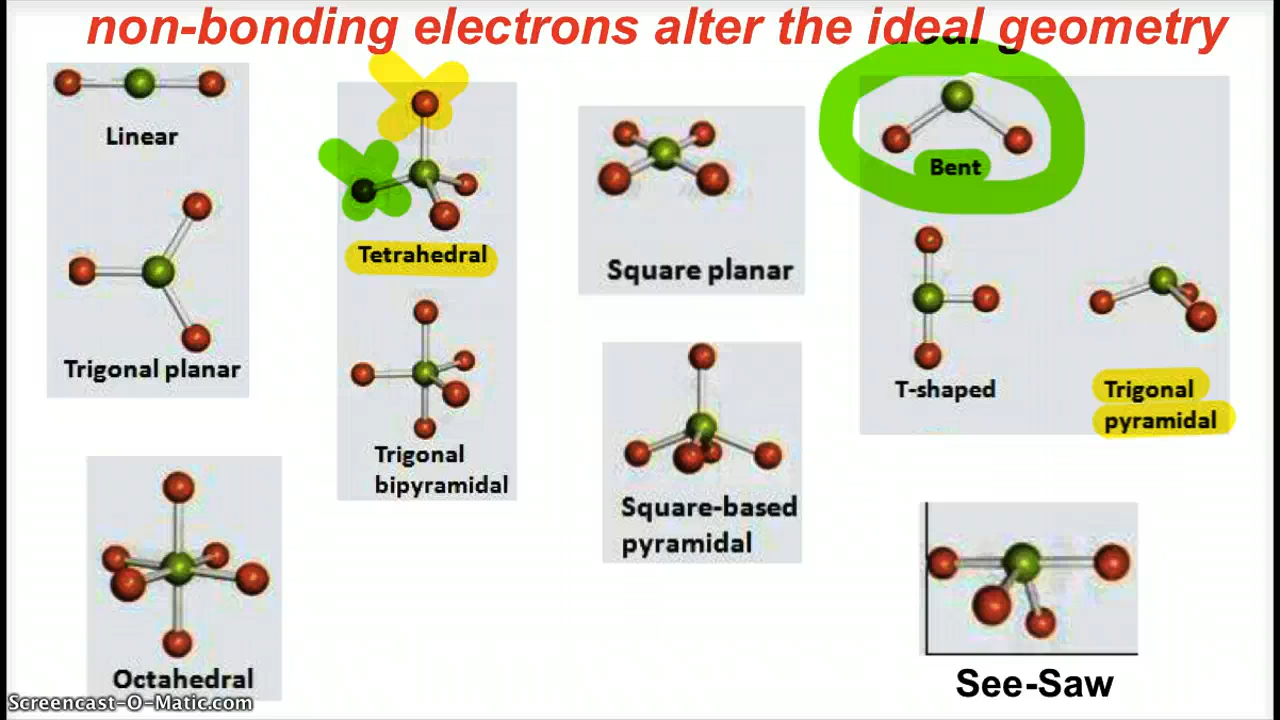 non-bonding electrons alter the ideal geometry
Linear
Trigonal planar
Octahedral
Tetrahedral
Trigonal
bipyramidal
Square planar
Square-based
pyramidal
Bent
T-shaped
Trigonal
pyramidal
See-Saw
Screencast-O-Matic.com